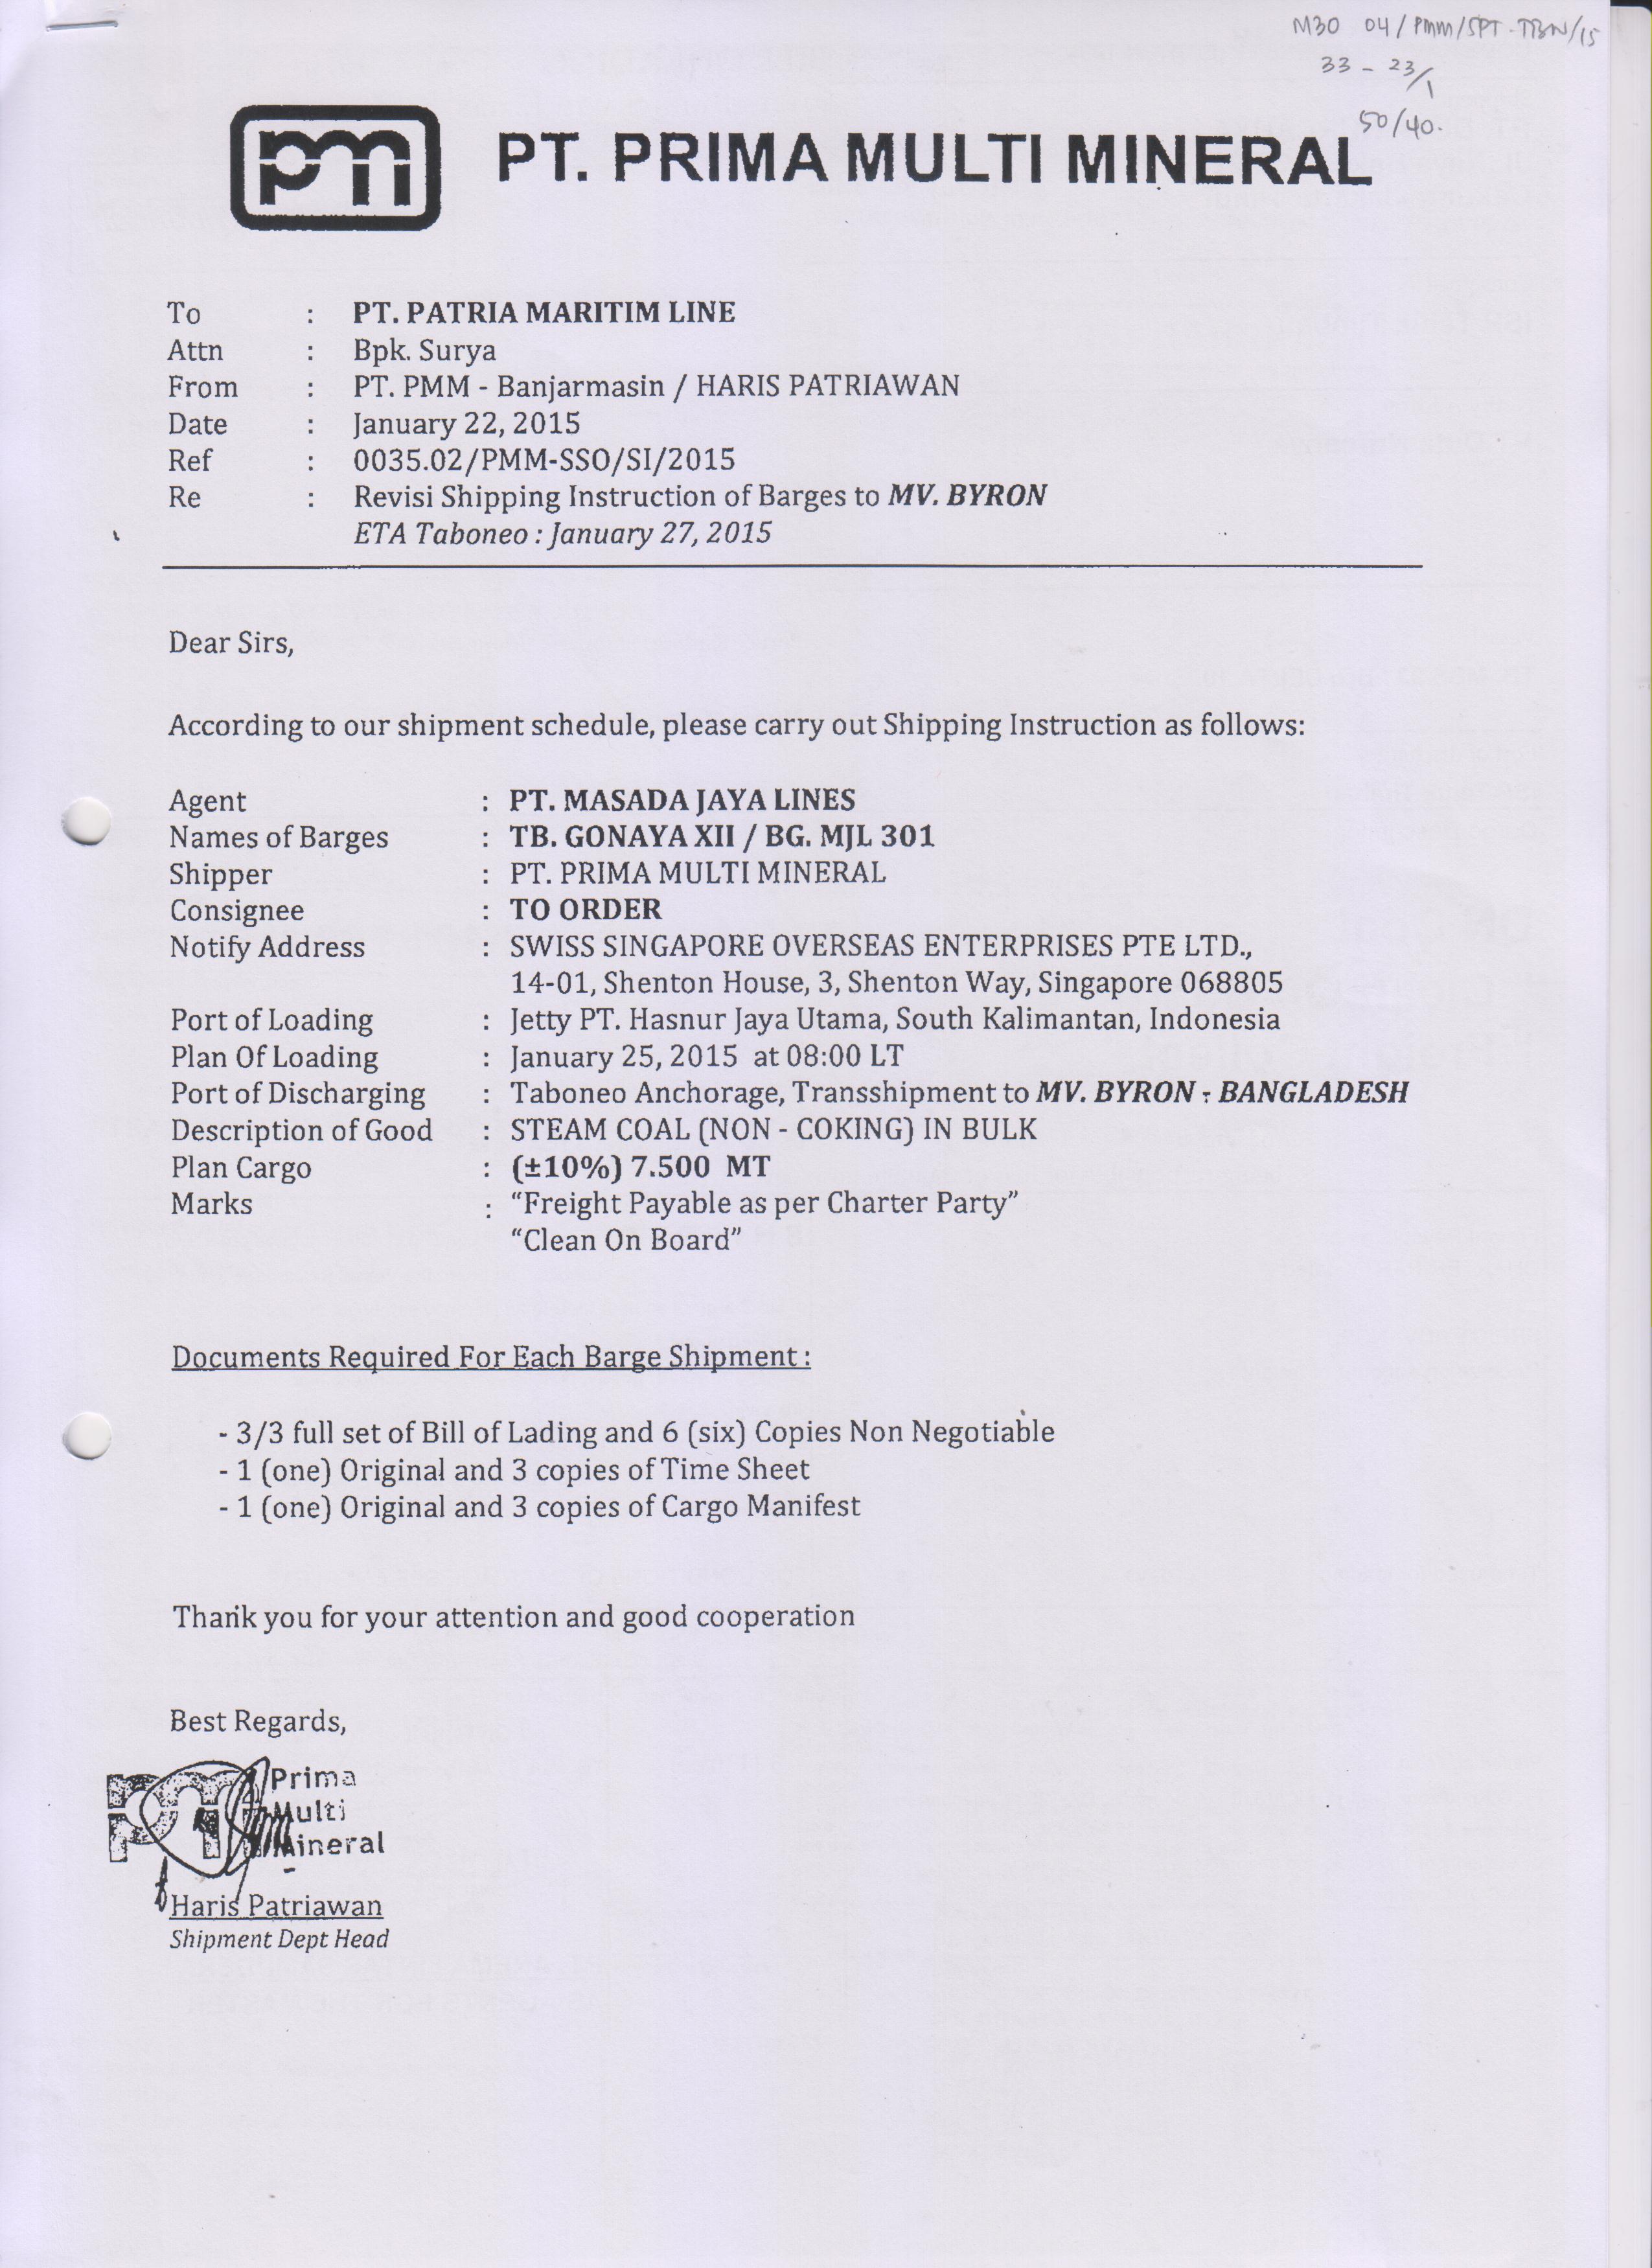 M30 04/PMM/SPT-TBN/15
33 - 23/1
50/40.
pm PT. PRIMA MULTI MINERAL
To : PT. PATRIA MARITIM LINE
Attn : Bpk. Surya
From : PT. PMM - Banjarmasin / HARIS PATRIAWAN
Date : January 22, 2015
Ref : 0035.02/PMM-SSO/SI/2015
Re : Revisi Shipping Instruction of Barges to MV. BYRON
ETA Taboneo : January 27, 2015
Dear Sirs,
According to our shipment schedule, please carry out Shipping Instruction as follows:
Agent : PT. MASADA JAYA LINES
Names of Barges : TB. GONAYA XII / BG. MJL 301
Shipper : PT. PRIMA MULTI MINERAL
Consignee : TO ORDER
Notify Address : SWISS SINGAPORE OVERSEAS ENTERPRISES PTE LTD.,
14-01, Shenton House, 3, Shenton Way, Singapore 068805
Port of Loading : Jetty PT. Hasnur Jaya Utama, South Kalimantan, Indonesia
Plan Of Loading : January 25, 2015 at 08:00 LT
Port of Discharging : Taboneo Anchorage, Transshipment to MV. BYRON - BANGLADESH
Description of Good : STEAM COAL (NON - COKING) IN BULK
Plan Cargo : (±10%) 7.500 MT
Marks : “Freight Payable as per Charter Party”
“Clean On Board”
Documents Required For Each Barge Shipment :
- 3/3 full set of Bill of Lading and 6 (six) Copies Non Negotiable
- 1 (one) Original and 3 copies of Time Sheet
- 1 (one) Original and 3 copies of Cargo Manifest
Thank you for your attention and good cooperation
Best Regards,
pm Prima
Multi
Mineral
Haris Patriawan
Shipment Dept Head